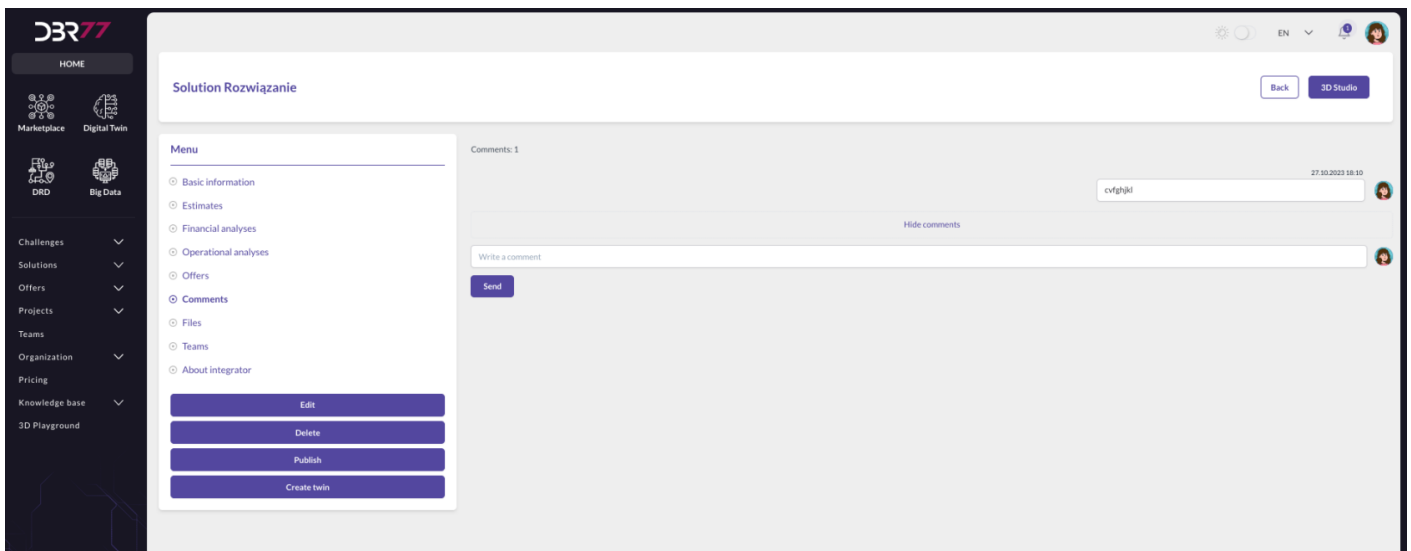 DBR77
HOME
Marketplace
Digital Twin
DRD
Big Data
Challenges
Solutions
Offers
Projects
Teams
Organization
Pricing
Knowledge base
3D Playground
EN
1
Solution Rozwiązanie
Back
3D Studio
Menu
Basic information
Estimates
Financial analyses
Operational analyses
Offers
Comments
Files
Teams
About integrator
Edit
Delete
Publish
Create twin
Comments: 1
27.10.2023 18:10
cvfghjkl
Hide comments
Write a comment
Send